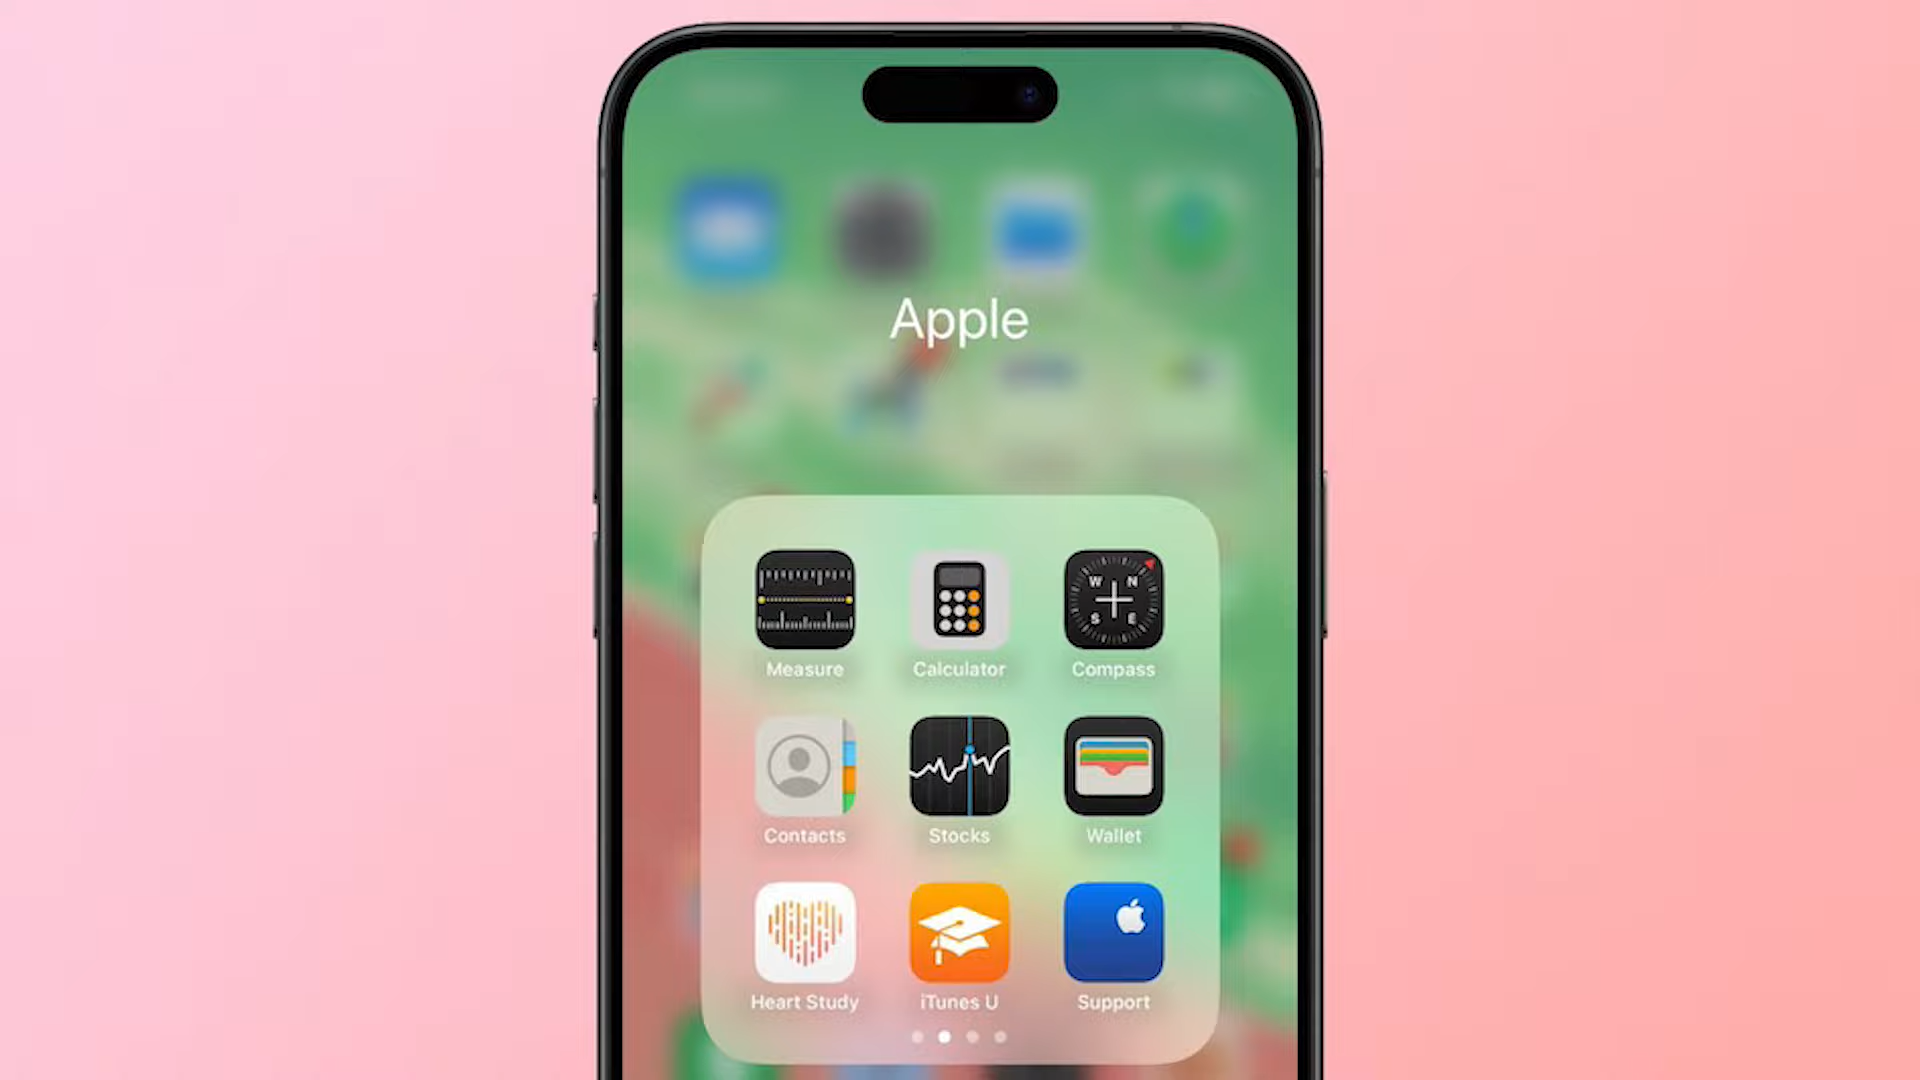 Apple
Measure Calculator Compass
W N
S E
Contacts Stocks Wallet
Heart Study iTunes U Support